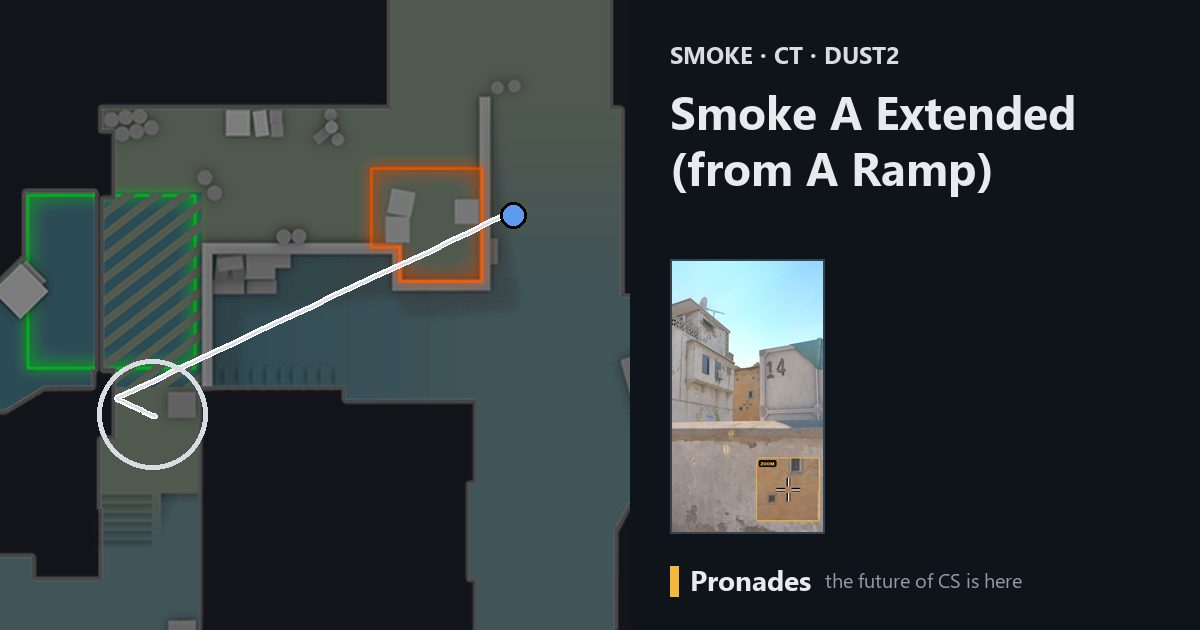 SMOKE · CT · DUST2
Smoke A Extended
(from A Ramp)
14
ZOOM
Pronades the future of CS is here